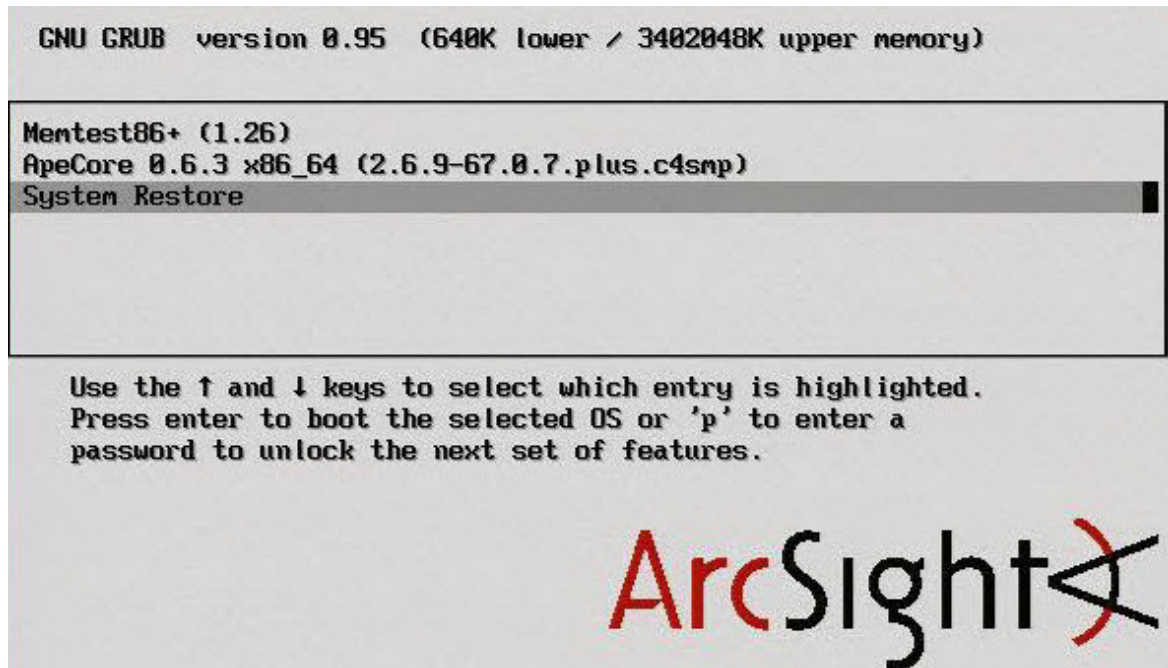 GNU GRUB version 0.95 (640K lower / 3402048K upper memory)
Memtest86+ (1.26)
ApeCore 0.6.3 x86_64 (2.6.9-67.0.7.plus.c4smp)
System Restore
Use the ↑ and ↓ keys to select which entry is highlighted.
Press enter to boot the selected OS or 'p' to enter a
password to unlock the next set of features.
ArcSight